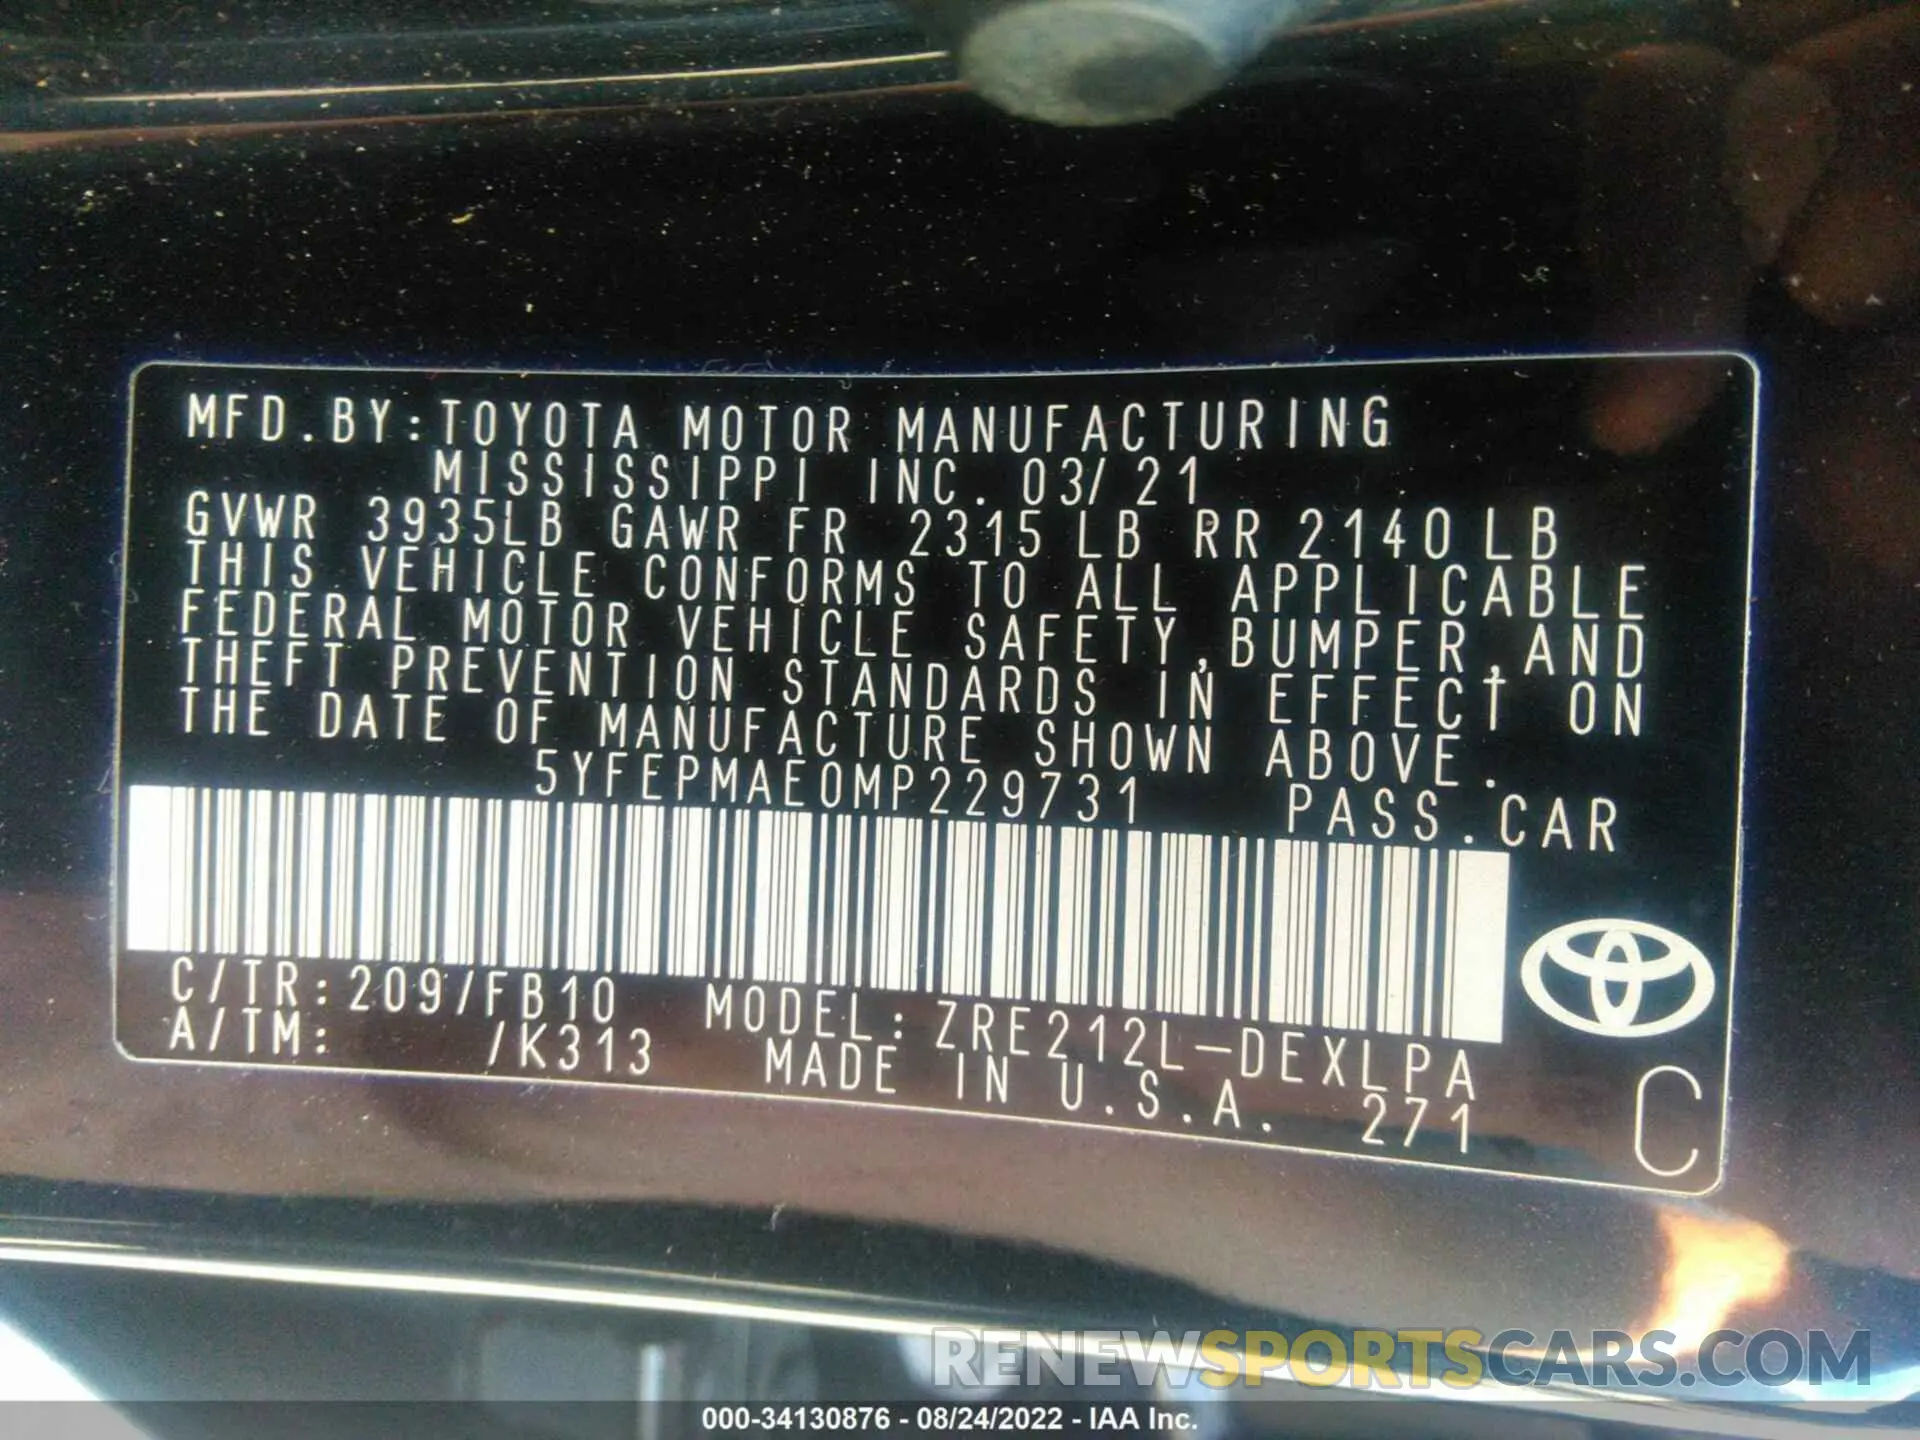 MFD.BY:TOYOTA MOTOR MANUFACTURING
MISSISSIPPI INC. 03/21
GVWR 3935LB GAWR FR 2315LB RR 2140LB
THIS VEHICLE CONFORMS TO ALL APPLICABLE
FEDERAL MOTOR VEHICLE SAFETY,BUMPER,AND
THEFT PREVENTION STANDARDS IN EFFECT ON
THE DATE OF MANUFACTURE SHOWN ABOVE.
5YFEPMAE0MP229731 PASS.CAR
C/TR:209/FB10 MODEL:ZRE212L-DEXLPA
A/TM: /K313 MADE IN U.S.A. 271
C
RENEWSPORTSCARS.COM
000-34130876 - 08/24/2022 - IAA Inc.